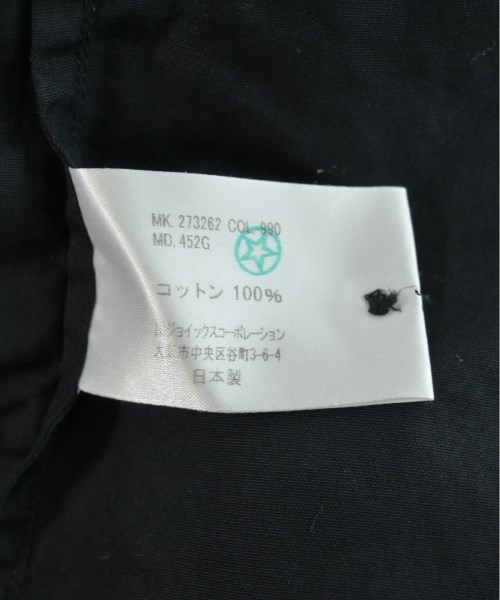 MK. 273262 COL 990
MD. 452G
コットン 100%
ジョイックスコーポレーション
市中央区谷町3-6-4
日本製